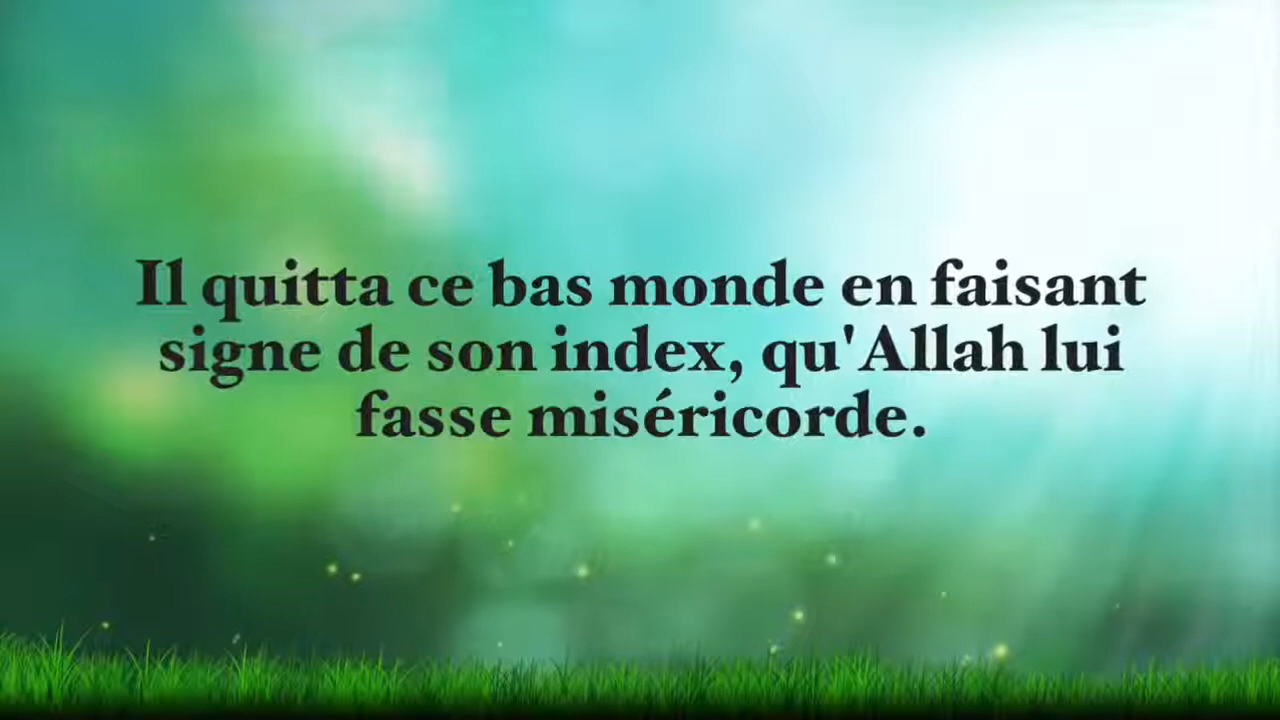 Il quitta ce bas monde en faisant
signe de son index, qu'Allah lui
fasse miséricorde.